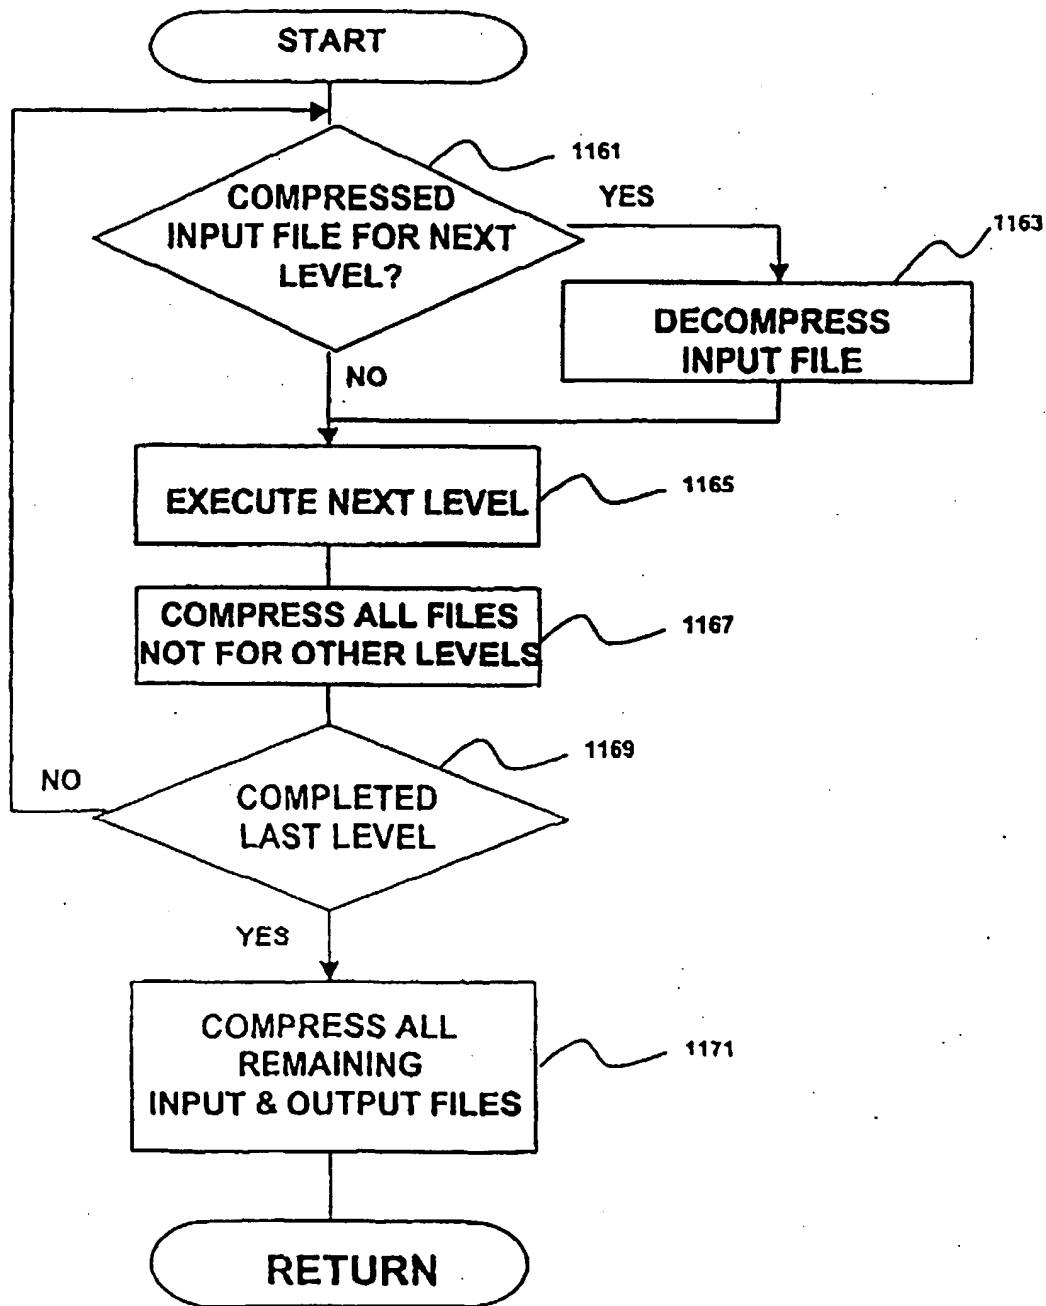 START
1161
COMPRESSED
INPUT FILE FOR NEXT
LEVEL?
YES
1163
DECOMPRESS
INPUT FILE
NO
EXECUTE NEXT LEVEL
1165
COMPRESS ALL FILES
NOT FOR OTHER LEVELS
1167
1169
NO
COMPLETED
LAST LEVEL
YES
COMPRESS ALL
REMAINING
INPUT & OUTPUT FILES
1171
RETURN